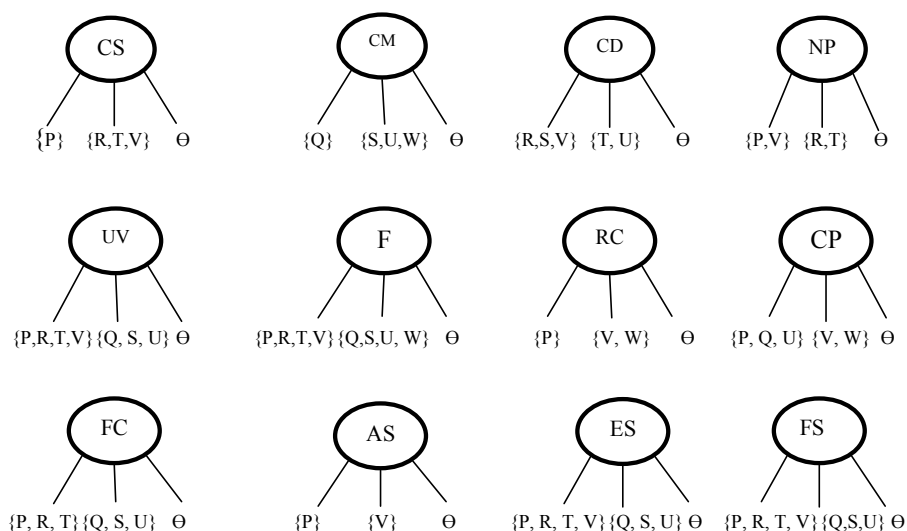 CS CM CD NP
{P} {R,T,V} Ɵ {Q} {S,U,W} Ɵ {R,S,V} {T, U} Ɵ {P,V} {R,T} Ɵ
UV F RC CP
{P,R,T,V} {Q, S, U} Ɵ {P,R,T,V} {Q,S,U, W} Ɵ {P} {V, W} Ɵ {P, Q, U} {V, W} Ɵ
FC AS ES FS
{P, R, T} {Q, S, U} Ɵ {P} {V} Ɵ {P, R, T, V} {Q, S, U} Ɵ {P, R, T, V} {Q,S,U} Ɵ